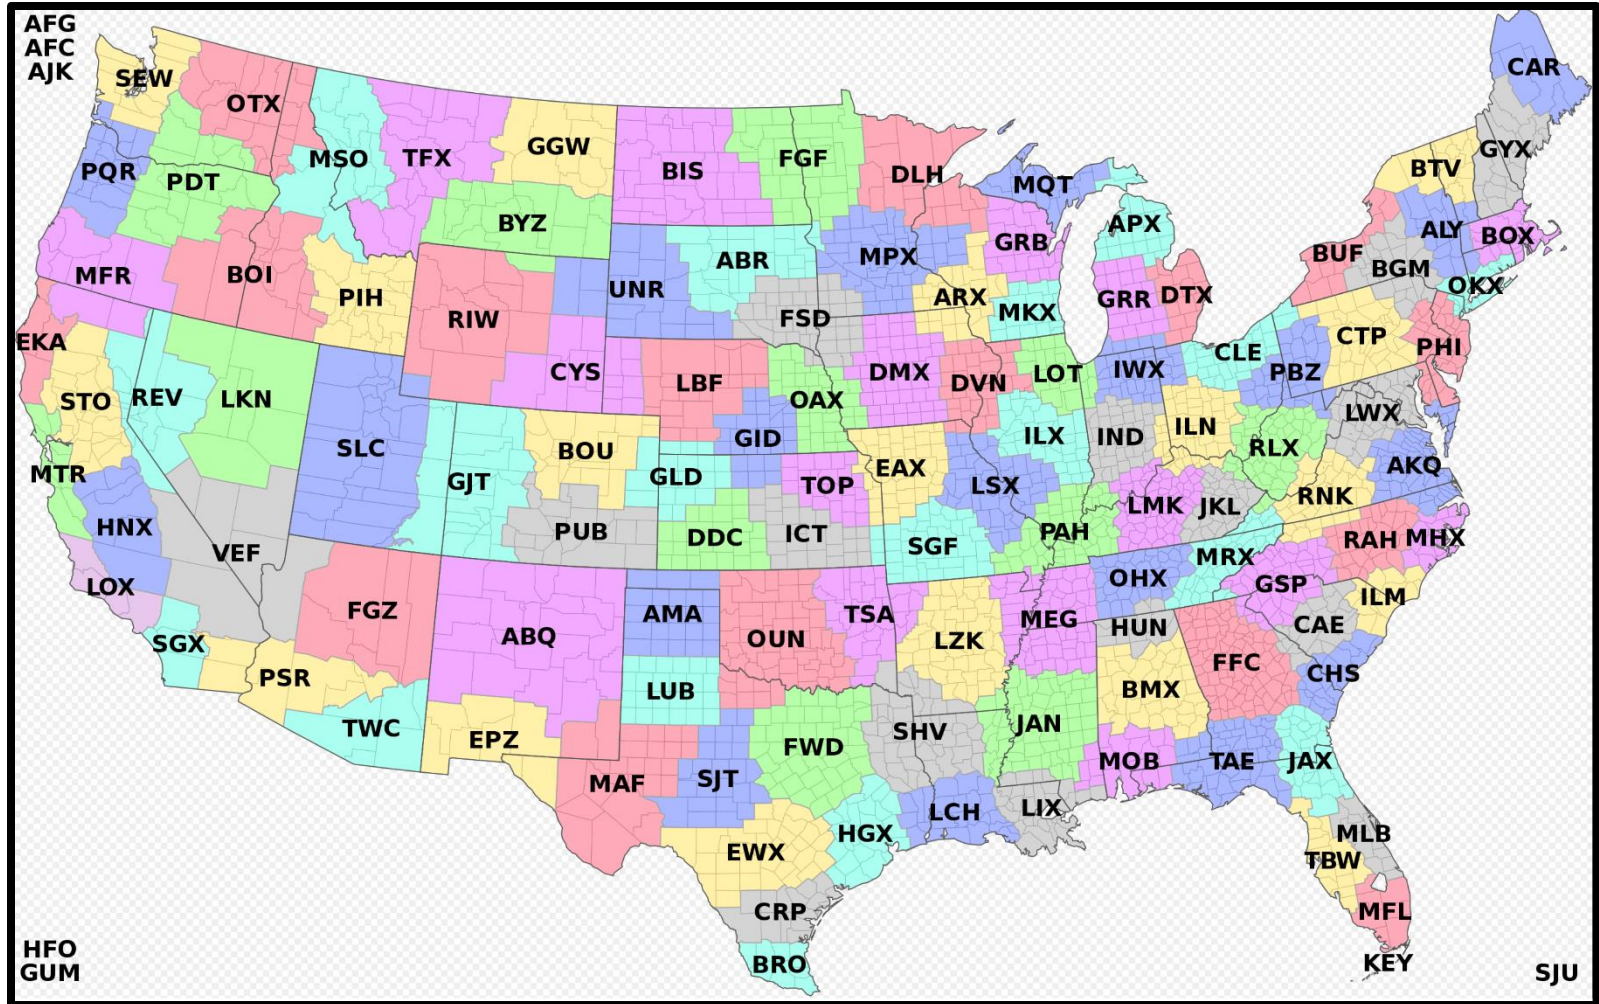 AFG
AFC
AJK
SEW
OTX
CAR
PQR
PDT
MSO
TFX
GGW
BIS
FGF
DLH
MQT
BTV
GYX
MFR
BOI
PIH
BYZ
UNR
ABR
MPX
GRB
APX
BUF
ALY
BOX
BGM
OKX
EKA
STO
REV
LKN
RIW
CYS
FSD
ARX
MKX
GRR
DTX
CLE
PBZ
CTP
PHI
SLC
GJT
BOU
LBF
GID
OAX
DMX
DVN
LOT
IWX
ILN
LWX
MTR
HNX
VEF
PUB
GLD
TOP
EAX
LSX
ILX
IND
RLX
AKQ
RNK
LOX
DDC
ICT
SGF
PAH
LMK
JKL
MRX
RAH
MHX
SGX
FGZ
ABQ
AMA
OUN
TSA
LZK
MEG
OHX
HUN
GSP
CAE
ILM
PSR
TWC
EPZ
LUB
FWD
SHV
JAN
BMX
FFC
CHS
MAF
SJT
HGX
LCH
LIX
MOB
TAE
JAX
EWX
MLB
TBW
CRP
MFL
BRO
KEY
HFO
GUM
SJU